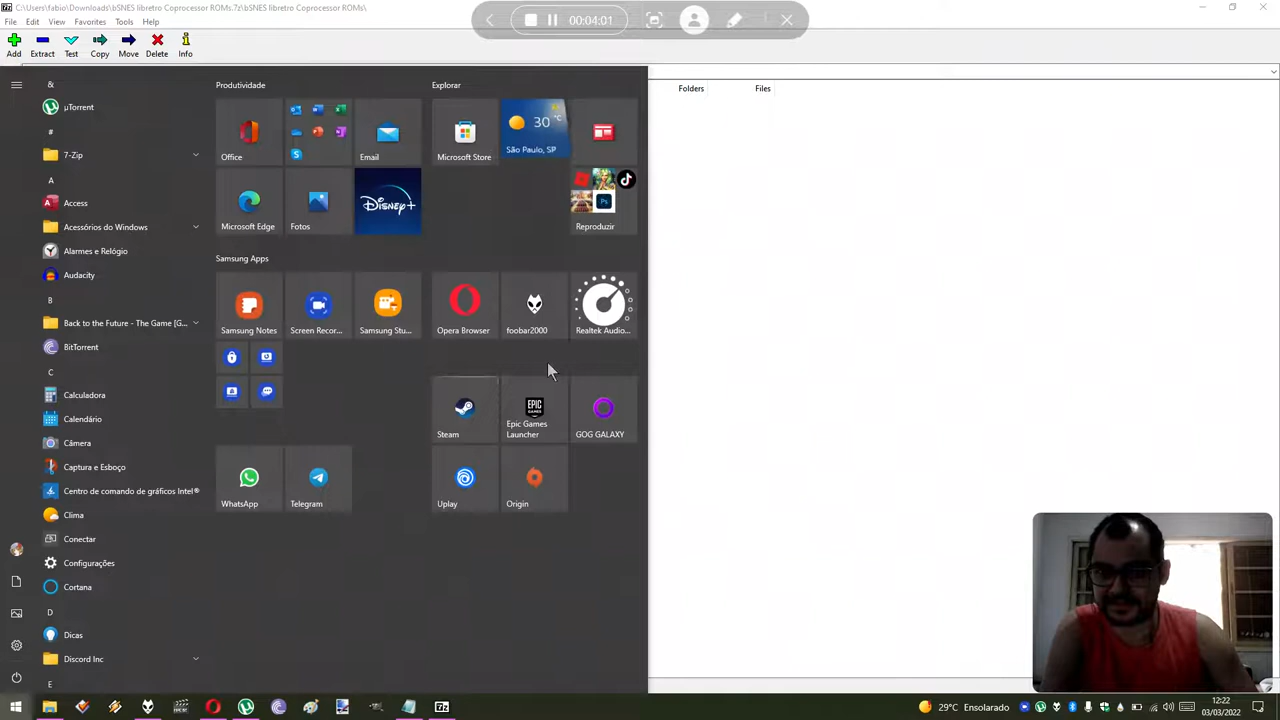 C:\Users\fabio\Downloads\bSNES libretro Coprocessor ROMs.7z\bSNES libretro Coprocessor ROMs\
File Edit View Favorites Tools Help
00:04:01
Add Extract Test Copy Move Delete Info
Folders Files
&
µTorrent
#
7-Zip
A
Access
Acessórios do Windows
Alarmes e Relógio
Audacity
B
Back to the Future - The Game [G...
BitTorrent
C
Calculadora
Calendário
Câmera
Captura e Esboço
Centro de comando de gráficos Intel®
Clima
Conectar
Configurações
Cortana
D
Dicas
Discord Inc
E
Produtividade
Office
Email
Microsoft Edge
Fotos
Disney+
Samsung Apps
Samsung Notes
Screen Recor...
Samsung Stu...
WhatsApp
Telegram
Explorar
Microsoft Store
30 °C
São Paulo, SP
Ps
Reproduzir
Opera Browser
foobar2000
Realtek Audio...
Steam
EPIC GAMES
Epic Games
Launcher
GOG GALAXY
Uplay
Origin
7z
29°C Ensolarado
12:22
03/03/2022